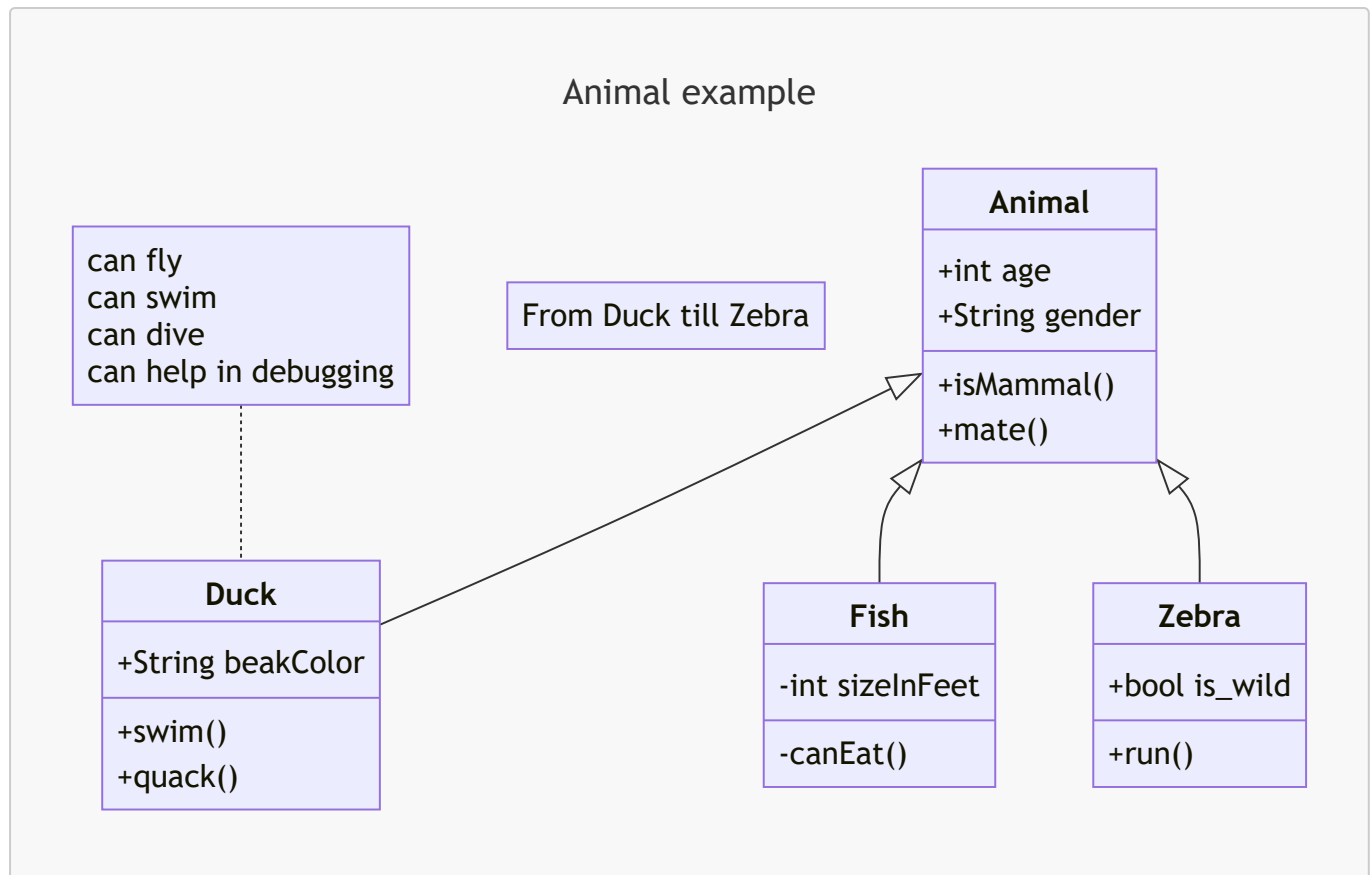 Animal example
can fly
can swim
can dive
can help in debugging
From Duck till Zebra
Animal
+int age
+String gender
+isMammal()
+mate()
Duck
+String beakColor
+swim()
+quack()
Fish
-int sizeInFeet
-canEat()
Zebra
+bool is_wild
+run()